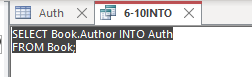 Auth × 6-10INTO ×
SELECT Book.Author INTO Auth
FROM Book;